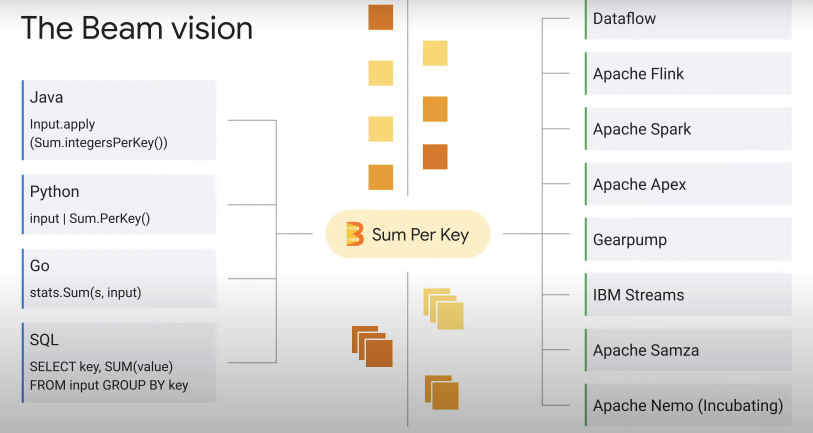 The Beam vision
Java
Input.apply
(Sum.integersPerKey())
Python
input | Sum.PerKey()
Go
stats.Sum(s, input)
SQL
SELECT key, SUM(value)
FROM input GROUP BY key
Sum Per Key
Dataflow
Apache Flink
Apache Spark
Apache Apex
Gearpump
IBM Streams
Apache Samza
Apache Nemo (Incubating)